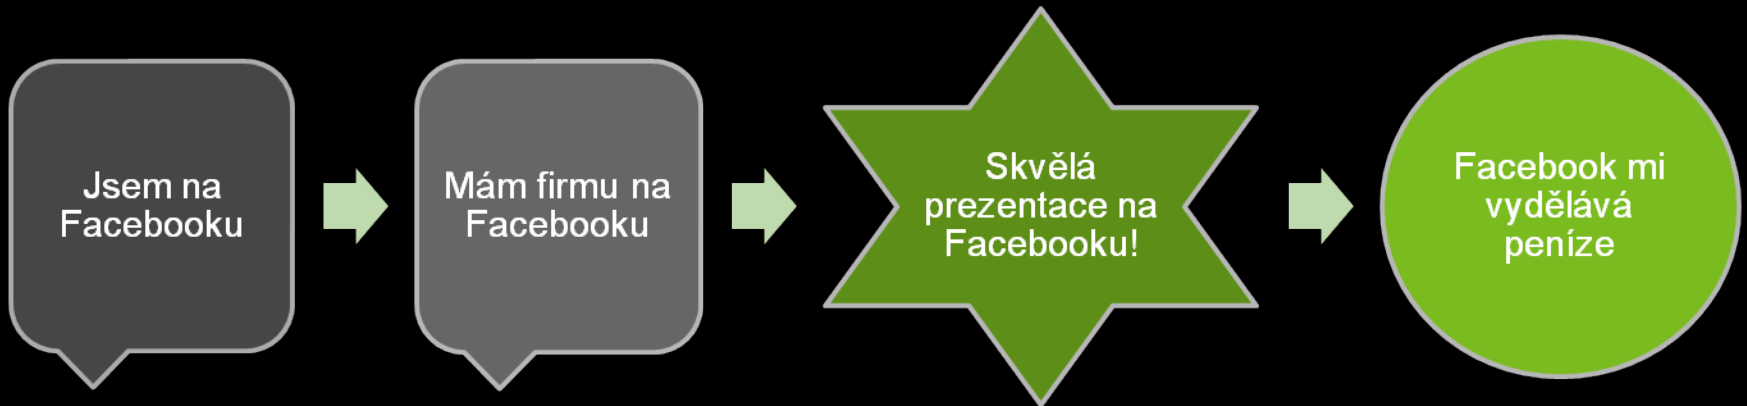 Jsem na
Facebooku
Mám firmu na
Facebooku
Skvělá
prezentace na
Facebooku!
Facebook mi
vydělává
peníze